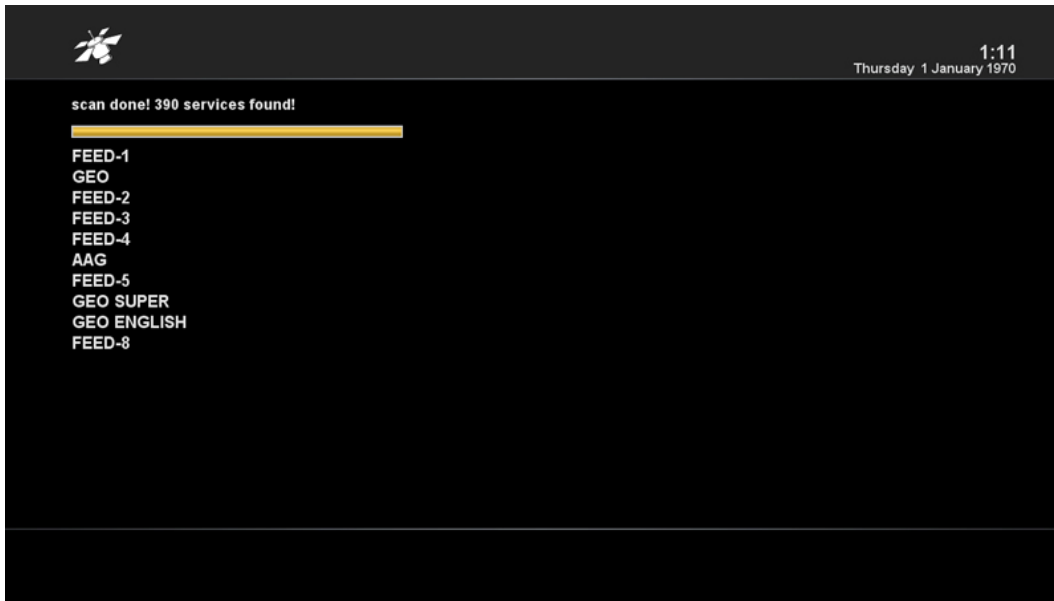 1:11
Thursday 1 January 1970
scan done! 390 services found!
FEED-1
GEO
FEED-2
FEED-3
FEED-4
AAG
FEED-5
GEO SUPER
GEO ENGLISH
FEED-8